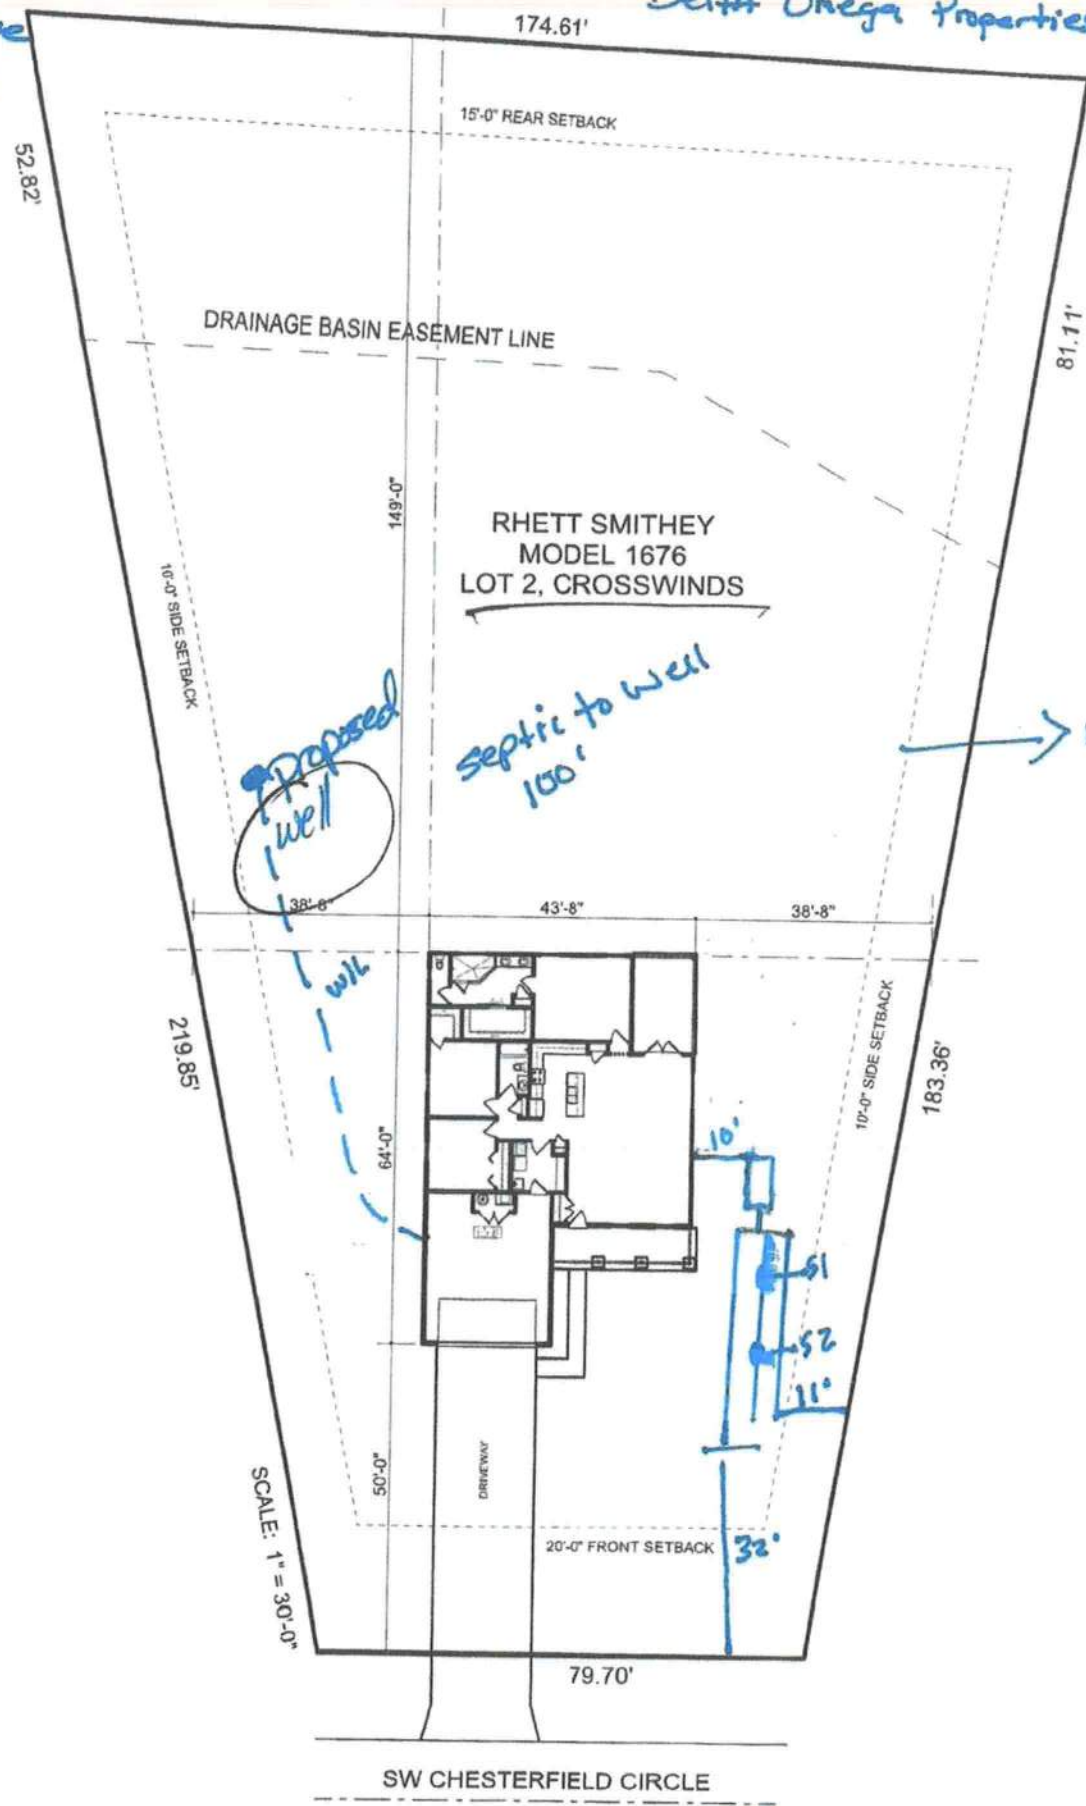 Omega Properties
174.61'
15'-0" REAR SETBACK
52.82'
81.11'
DRAINAGE BASIN EASEMENT LINE
149'-0"
RHETT SMITHEY
MODEL 1676
LOT 2, CROSSWINDS
10'-0" SIDE SETBACK
Proposed
well
septic to well
100'
38'-8"
43'-8"
38'-8"
W/L
219.85'
10'-0" SIDE SETBACK
183.36'
64'-0"
10'
S1
S2
11'
50'-0"
DRIVEWAY
SCALE: 1" = 30'-0"
20'-0" FRONT SETBACK
32'
79.70'
SW CHESTERFIELD CIRCLE